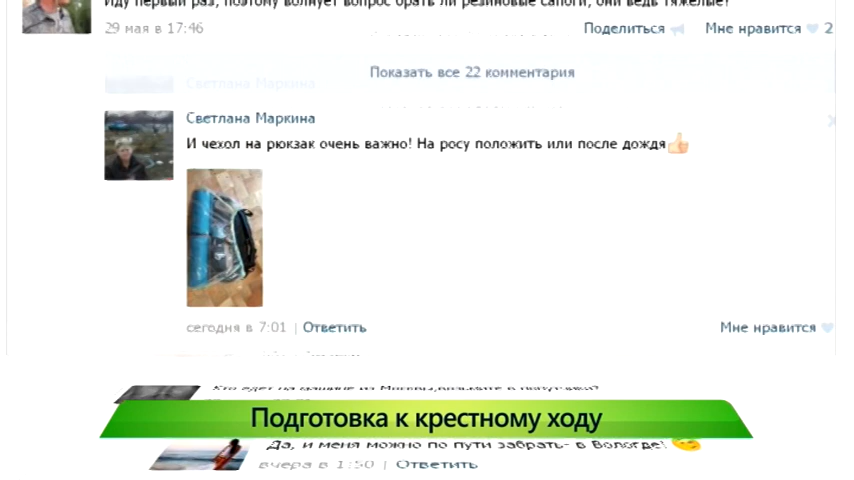 Иду первый раз, поэтому волнует вопрос брать ли резиновые сапоги, они ведь тяжелые?
29 мая в 17:46 Поделиться Мне нравится 2
Показать все 22 комментария
Светлана Маркина
Светлана Маркина
И чехол на рюкзак очень важно! На росу положить или после дождя
сегодня в 7:01 | Ответить Мне нравится
Подготовка к крестному ходу
Да, и меня можно по пути забрать- в Вологде!
вчера в 1:50 | Ответить